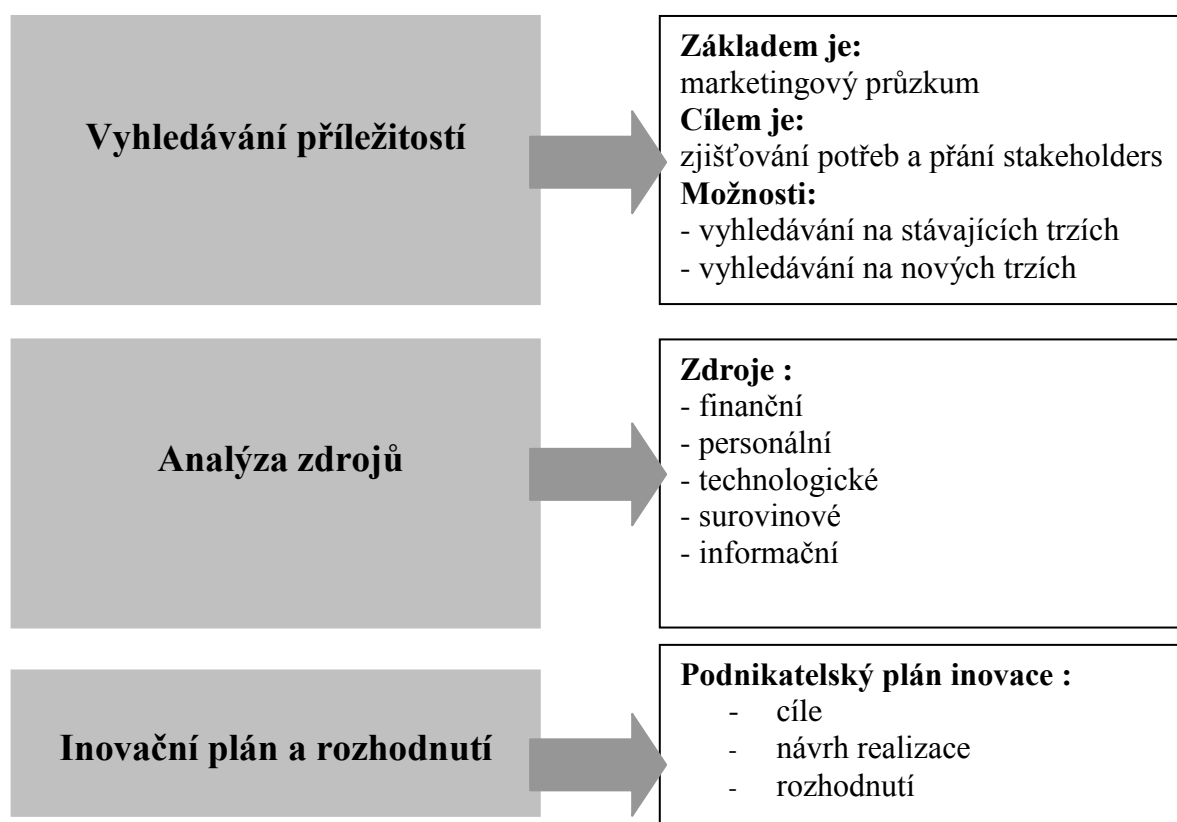 Vyhledávání příležitostí
Základem je:
marketingový průzkum
Cílem je:
zjišťování potřeb a přání stakeholders
Možnosti:
- vyhledávání na stávajících trzích
- vyhledávání na nových trzích
Analýza zdrojů
Zdroje :
- finanční
- personální
- technologické
- surovinové
- informační
Inovační plán a rozhodnutí
Podnikatelský plán inovace :
- cíle
- návrh realizace
- rozhodnutí